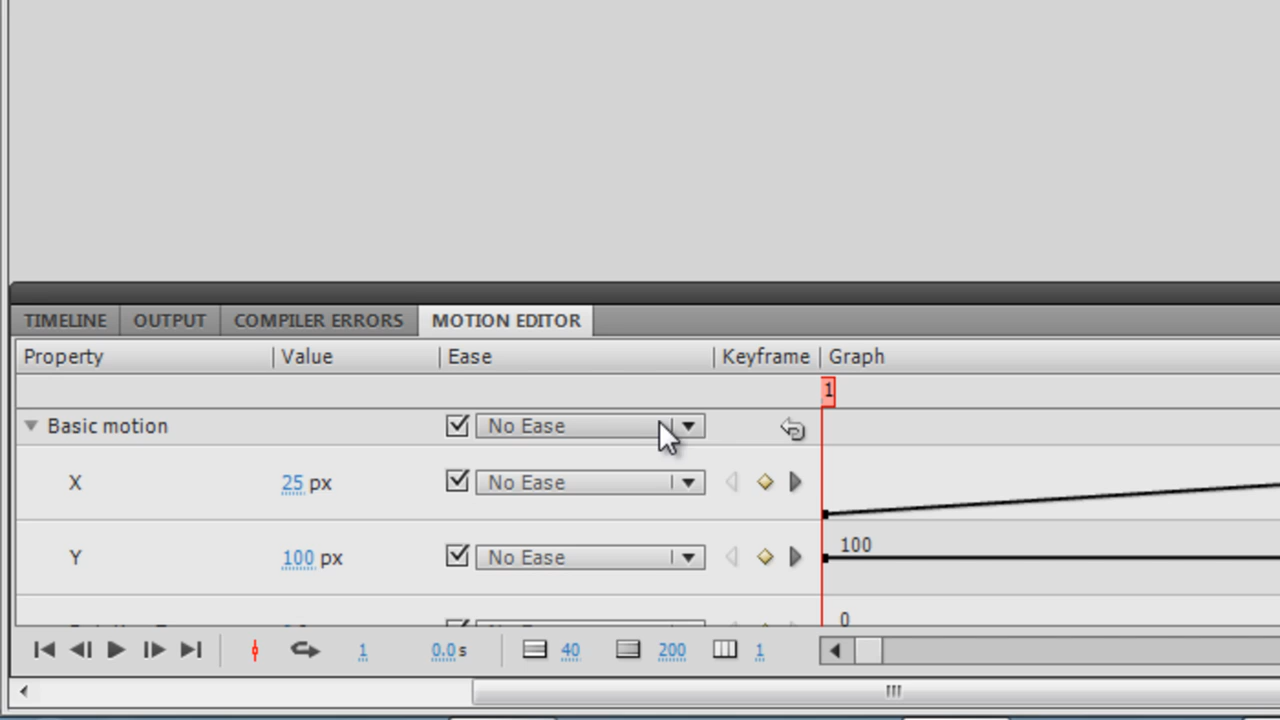 TIMELINE OUTPUT COMPILER ERRORS MOTION EDITOR
Property Value Ease Keyframe Graph
1
Basic motion No Ease
X 25 px No Ease
100
Y 100 px No Ease
0
1 0.0 s 40 200 1